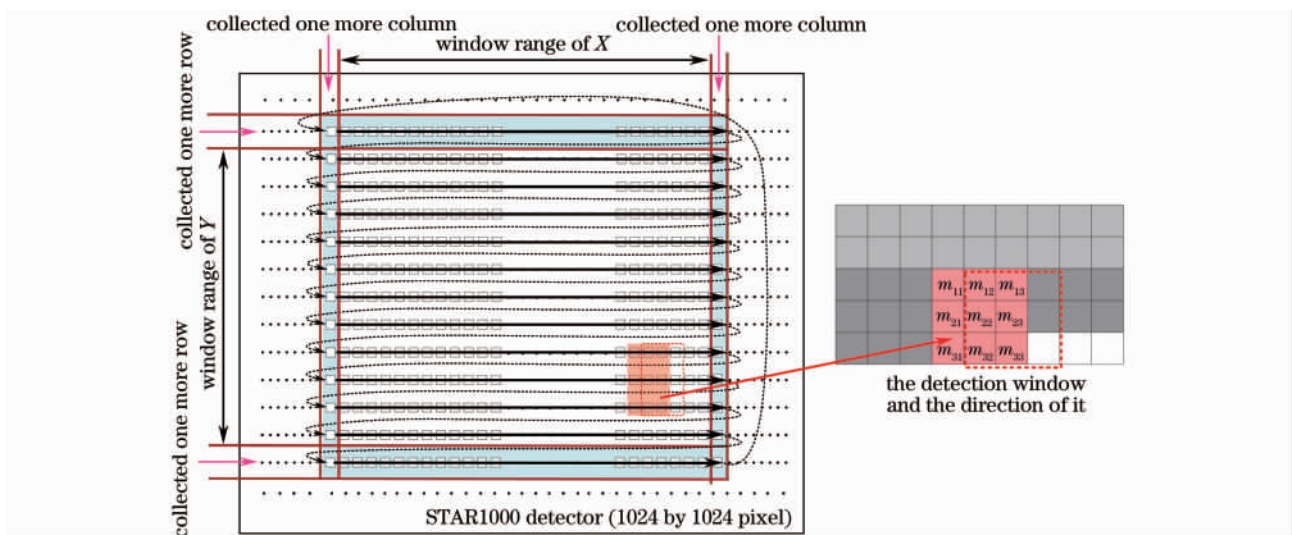 collected one more column
collected one more column
window range of X
collected one more row
window range of Y
collected one more row
m11 m12 m13
m21 m22 m23
m31 m32 m33
the detection window
and the direction of it
STAR1000 detector (1024 by 1024 pixel)